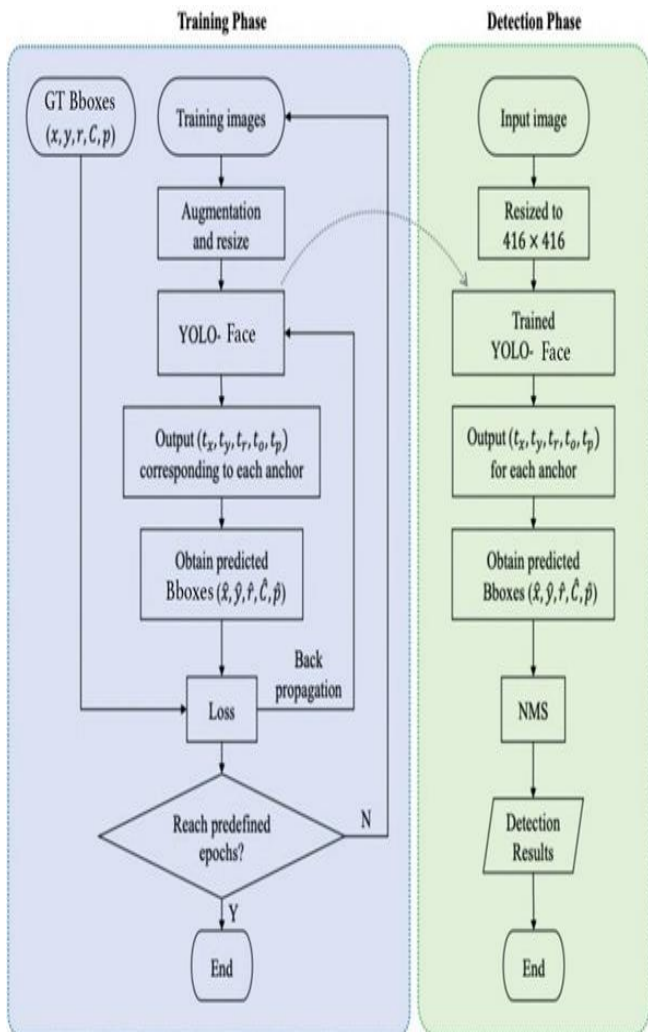 Training Phase
GT Bboxes
(x, y, r, C, p)
Training images
Augmentation
and resize
YOLO- Face
Output (t_x, t_y, t_r, t_o, t_p)
corresponding to each anchor
Obtain predicted
Bboxes (x̂, ŷ, r̂, Ĉ, p̂)
Back
propagation
Loss
Reach predefined
epochs?
N
Y
End
Detection Phase
Input image
Resized to
416 × 416
Trained
YOLO- Face
Output (t_x, t_y, t_r, t_o, t_p)
for each anchor
Obtain predicted
Bboxes (x̂, ŷ, r̂, Ĉ, p̂)
NMS
Detection
Results
End